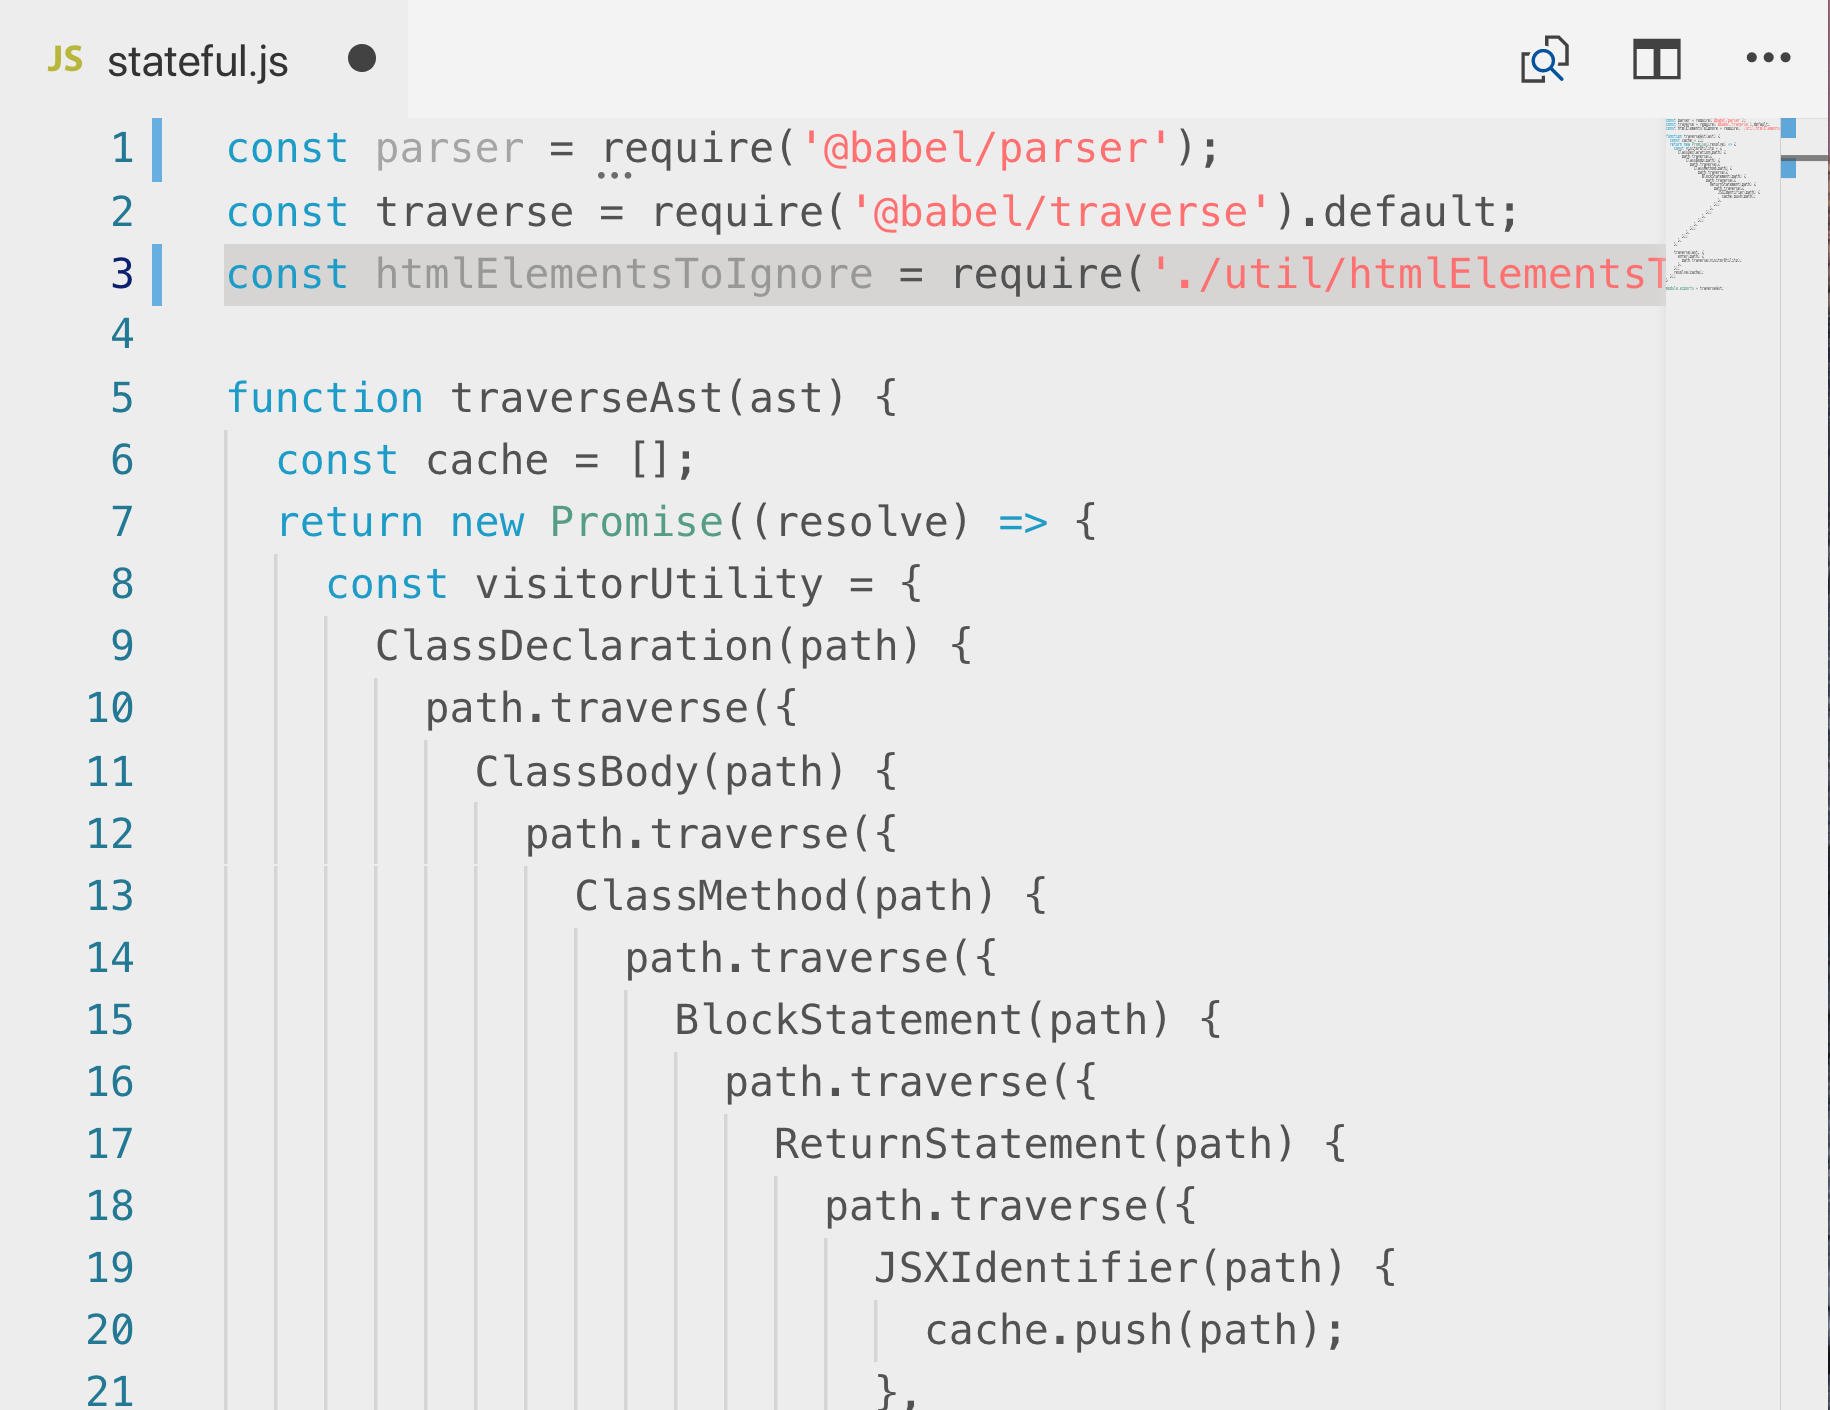 JS stateful.js
1 const parser = require('@babel/parser');
2 const traverse = require('@babel/traverse').default;
3 const htmlElementsToIgnore = require('./util/htmlElementsT
4
5 function traverseAst(ast) {
6 const cache = [];
7 return new Promise((resolve) => {
8 const visitorUtility = {
9 ClassDeclaration(path) {
10 path.traverse({
11 ClassBody(path) {
12 path.traverse({
13 ClassMethod(path) {
14 path.traverse({
15 BlockStatement(path) {
16 path.traverse({
17 ReturnStatement(path) {
18 path.traverse({
19 JSXIdentifier(path) {
20 cache.push(path);
21 },